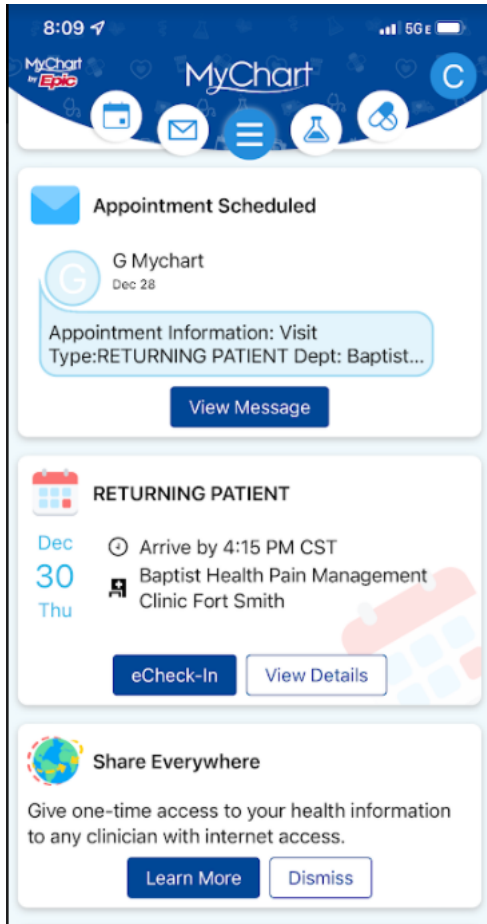 8:09
5G E
MyChart
by Epic
MyChart
C
Appointment Scheduled
G
G Mychart
Dec 28
Appointment Information: Visit
Type:RETURNING PATIENT Dept: Baptist...
View Message
RETURNING PATIENT
Dec
30
Thu
Arrive by 4:15 PM CST
Baptist Health Pain Management
Clinic Fort Smith
eCheck-In
View Details
Share Everywhere
Give one-time access to your health information
to any clinician with internet access.
Learn More
Dismiss